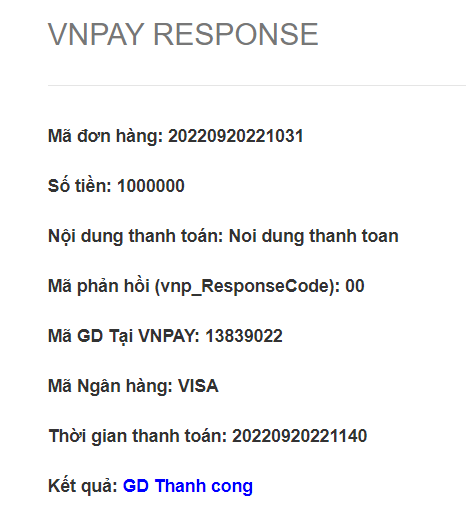 VNPAY RESPONSE
Mã đơn hàng: 20220920221031
Số tiền: 1000000
Nội dung thanh toán: Noi dung thanh toan
Mã phản hồi (vnp_ResponseCode): 00
Mã GD Tại VNPAY: 13839022
Mã Ngân hàng: VISA
Thời gian thanh toán: 20220920221140
Kết quả: GD Thanh cong